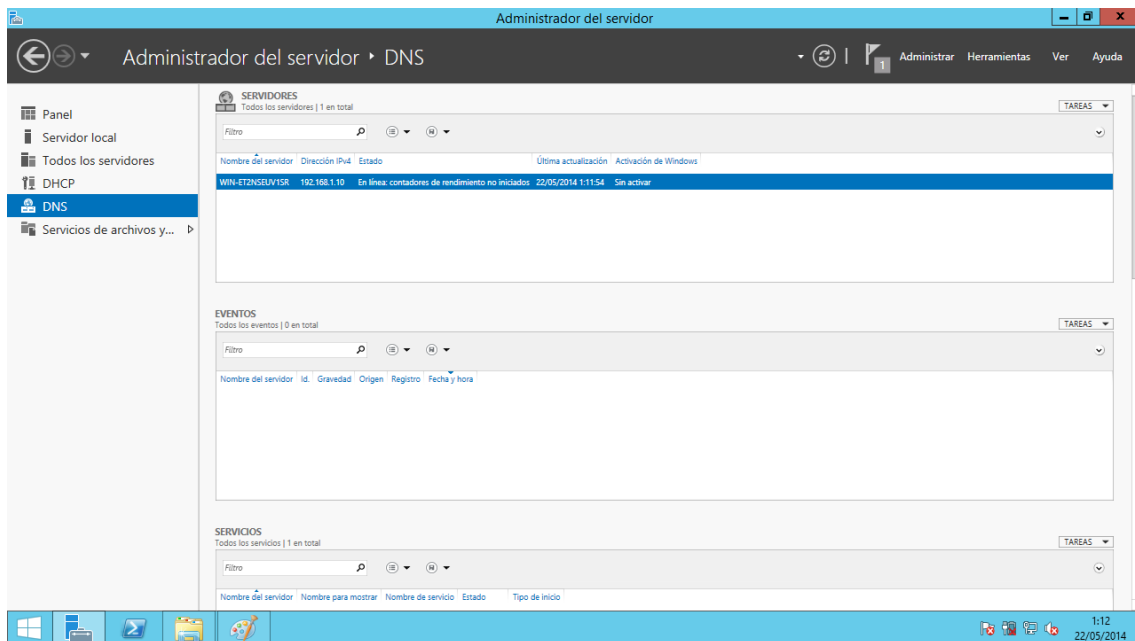 Administrador del servidor
Administrador del servidor ‣ DNS
1
Administrar Herramientas Ver Ayuda
Panel
Servidor local
Todos los servidores
DHCP
DNS
Servicios de archivos y...
SERVIDORES
Todos los servidores | 1 en total
TAREAS
Filtro
Nombre del servidor Dirección IPv4 Estado Última actualización Activación de Windows
WIN-ET2NSEUV1SR 192.168.1.10 En línea: contadores de rendimiento no iniciados 22/05/2014 1:11:54 Sin activar
EVENTOS
Todos los eventos | 0 en total
TAREAS
Filtro
Nombre del servidor Id. Gravedad Origen Registro Fecha y hora
SERVICIOS
Todos los servicios | 1 en total
TAREAS
Filtro
Nombre del servidor Nombre para mostrar Nombre de servicio Estado Tipo de inicio
1:12
22/05/2014